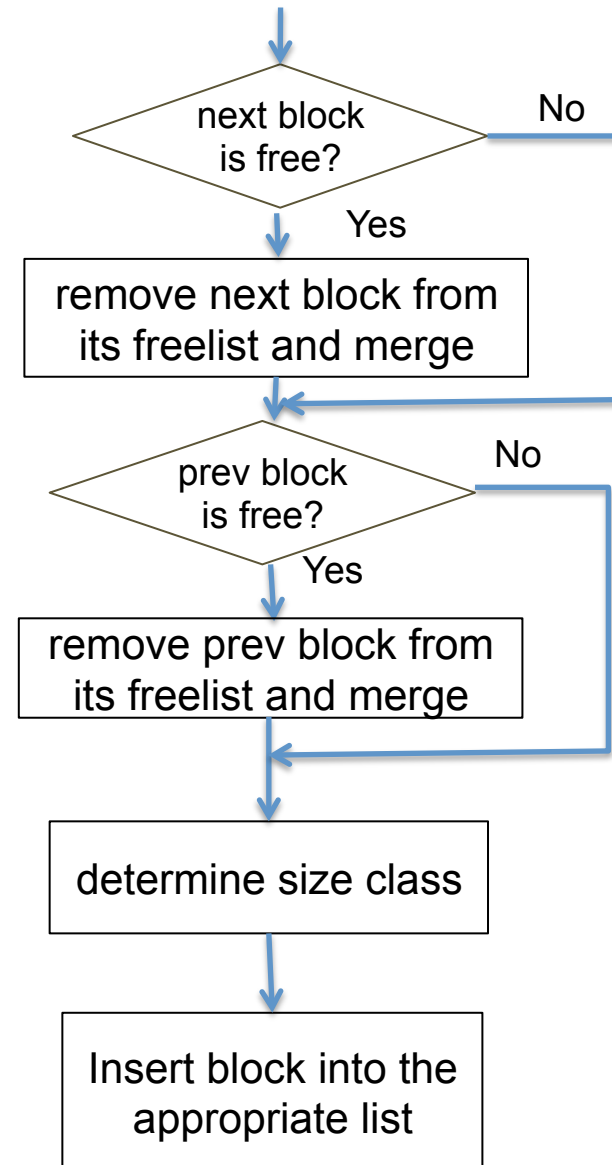 next block
is free?
No
Yes
remove next block from
its freelist and merge
prev block
is free?
No
Yes
remove prev block from
its freelist and merge
determine size class
Insert block into the
appropriate list